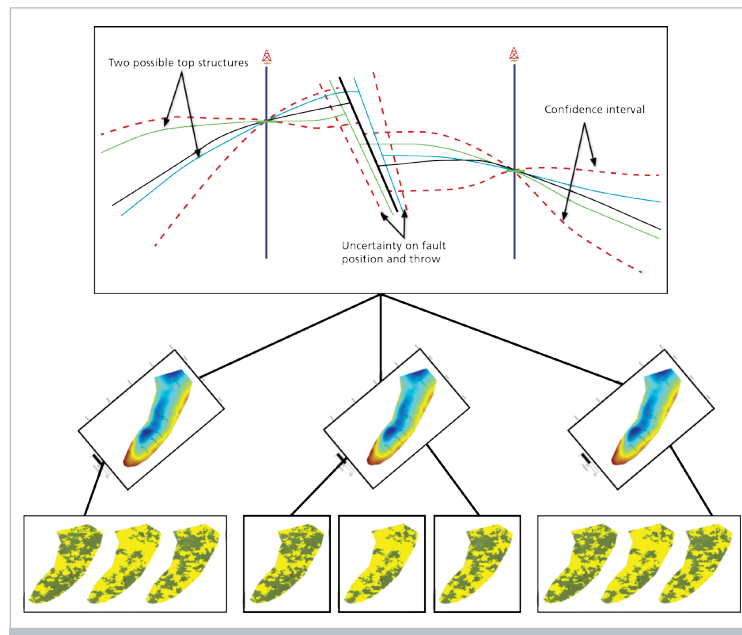 Two possible top structures
Confidence interval
Uncertainty on fault
position and throw